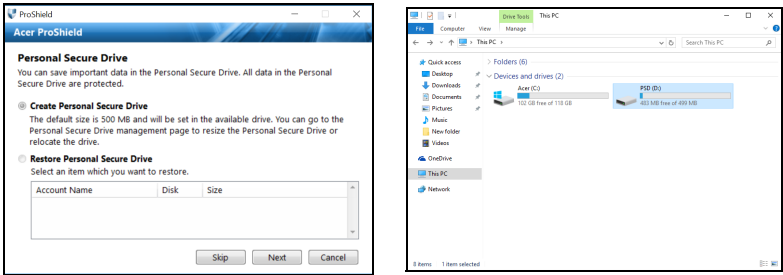 ProShield
Acer ProShield
Personal Secure Drive
You can save important data in the Personal Secure Drive. All data in the Personal
Secure Drive are protected.
Create Personal Secure Drive
The default size is 500 MB and will be set in the available drive. You can go to the
Personal Secure Drive management page to resize the Personal Secure Drive or
relocate the drive.
Restore Personal Secure Drive
Select an item which you want to restore.
Account Name Disk Size
Skip Next Cancel
Drive Tools This PC
File Computer View Manage
This PC Search This PC
Quick access
Desktop
Downloads
Documents
Pictures
Music
New folder
Videos
OneDrive
This PC
Network
Folders (6)
Devices and drives (2)
Acer (C:)
102 GB free of 118 GB
PSD (D:)
483 MB free of 499 MB
8 items 1 item selected